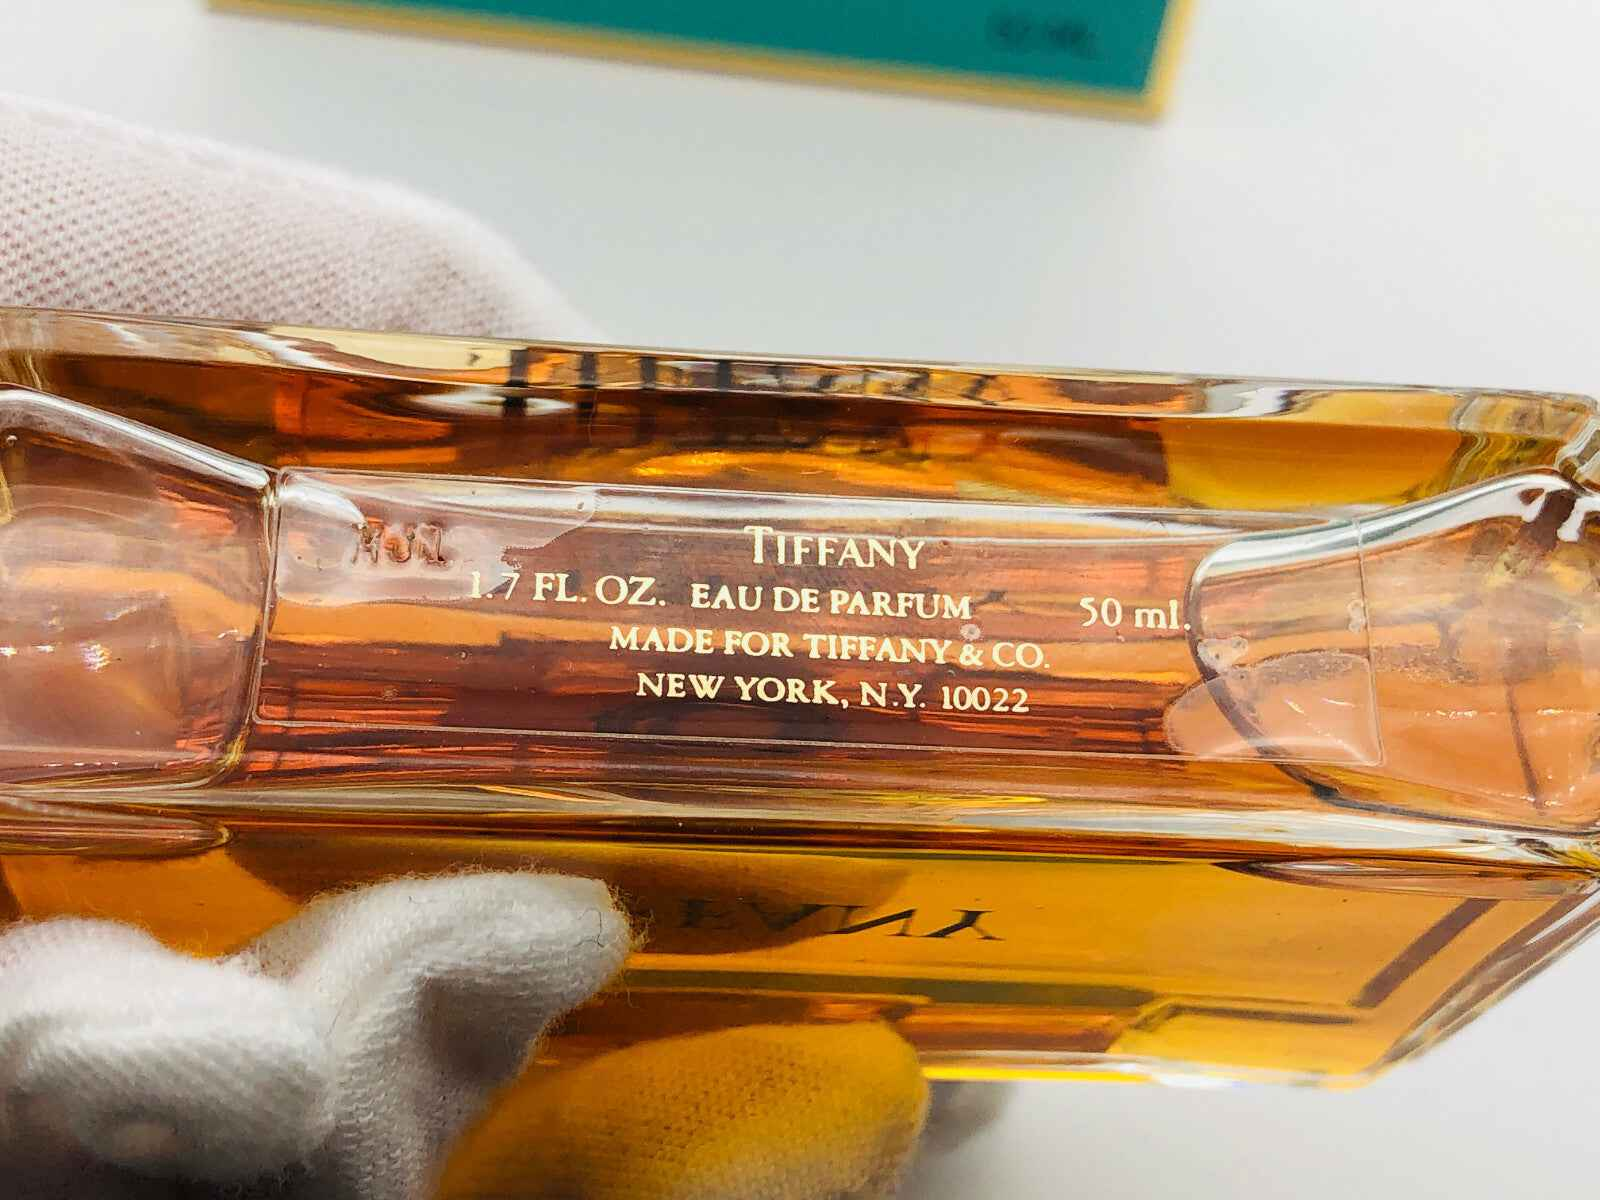 TIFFANY
1.7 FL. OZ. EAU DE PARFUM 50 ml.
MADE FOR TIFFANY & CO.
NEW YORK, N.Y. 10022